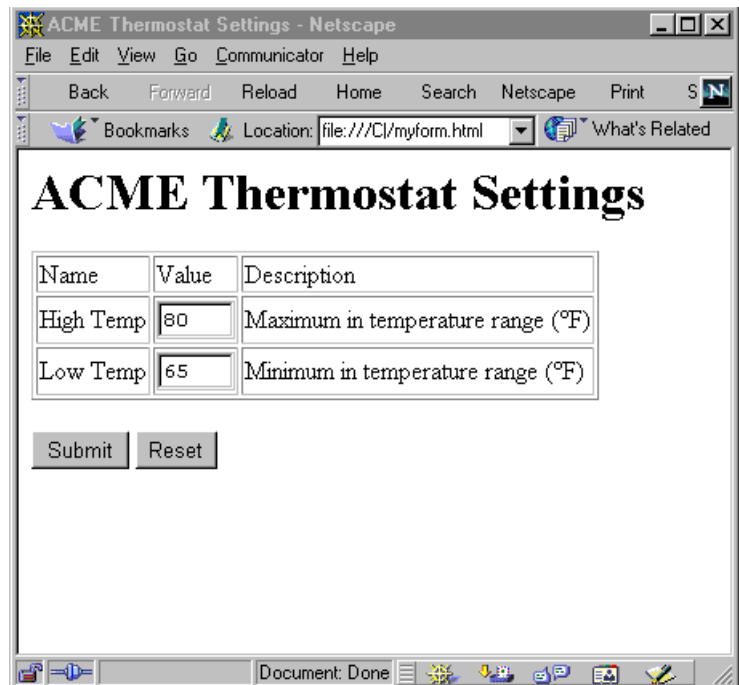 ACME Thermostat Settings - Netscape
File Edit View Go Communicator Help
Back Forward Reload Home Search Netscape Print S N
Bookmarks Location: file:///C|/myform.html What's Related
ACME Thermostat Settings
Name Value Description
High Temp 80 Maximum in temperature range (°F)
Low Temp 65 Minimum in temperature range (°F)
Submit Reset
Document: Done